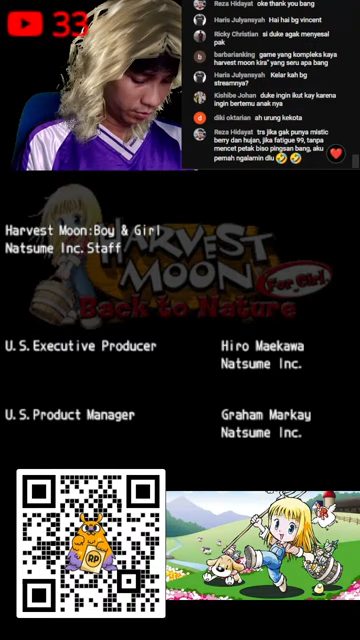 33
Reza Hidayat oke thank you bang
Haris Julyansyah Hai hai bg vincent
Ricky Christian si duke agak menyesal
pak
barbarianking game yang kompleks kaya
harvest moon kira" yang seru apa bang
Haris Julyansyah Kelar kah bg
streamnya?
Kishibe Johan duke ingin ikut kay karena
ingin bertemu anak nya
diki oktarian ah urung kekota
Reza Hidayat tra jika gak punya mistic
berry dan hujan, jika fatigue 99, tanpa
mencet petak biso pingsan bang, aku
pernah ngalamin dlu
HARVEST
MOON
For Girl
Back to Nature
Harvest Moon:Boy & Girl
Natsume Inc.Staff
U.S.Executive Producer Hiro Maekawa
Natsume Inc.
U.S.Product Manager Graham Markay
Natsume Inc.
RP